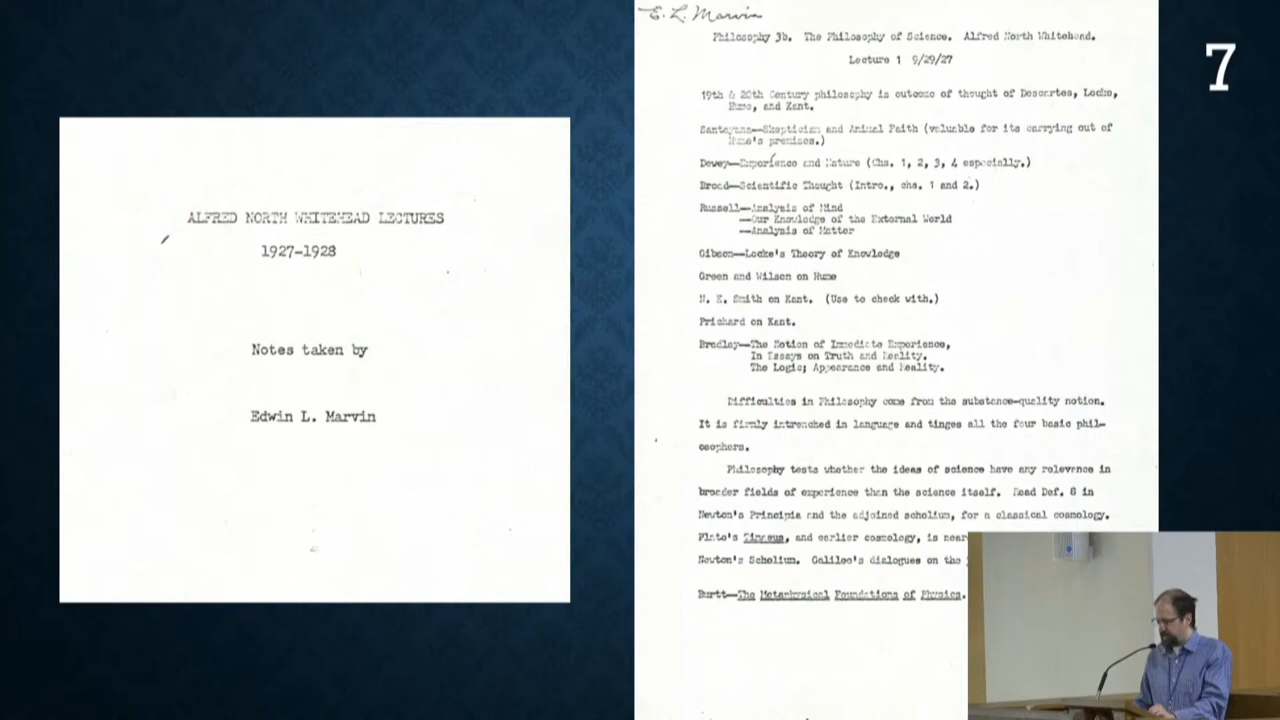 ALFRED NORTH WHITEHEAD LECTURES
1927-1928
Notes taken by
Edwin L. Marvin
E. L. Marvin
Philosophy 3b. The Philosophy of Science. Alfred North Whitehead.
Lecture 1 9/29/27
19th & 20th Century philosophy is outcome of thought of Descartes, Locke,
Hume, and Kant.
Santayana—Skepticism and Animal Faith (valuable for its carrying out of
Hume's premises.)
Dewey—Experience and Nature (Chs. 1, 2, 3, 4 especially.)
Broad—Scientific Thought (Intro., chs. 1 and 2.)
Russell—Analysis of Mind
—Our Knowledge of the External World
—Analysis of Matter
Gibson—Locke's Theory of Knowledge
Green and Wilson on Hume
N. K. Smith on Kant. (Use to check with.)
Prichard on Kant.
Bradley—The Notion of Immediate Experience,
In Essays on Truth and Reality.
The Logic; Appearance and Reality.
Difficulties in Philosophy come from the substance-quality notion.
It is firmly intrenched in language and tinges all the four basic phil-
osophers.
Philosophy tests whether the ideas of science have any relevence in
broader fields of experience than the science itself. Read Def. 8 in
Newton's Principia and the adjoined scholium, for a classical cosmology.
Plato's Timaeus, and earlier cosmology, is near
Newton's Scholium. Galileo's dialogues on the
Burtt—The Metaphysical Foundations of Physics.
7